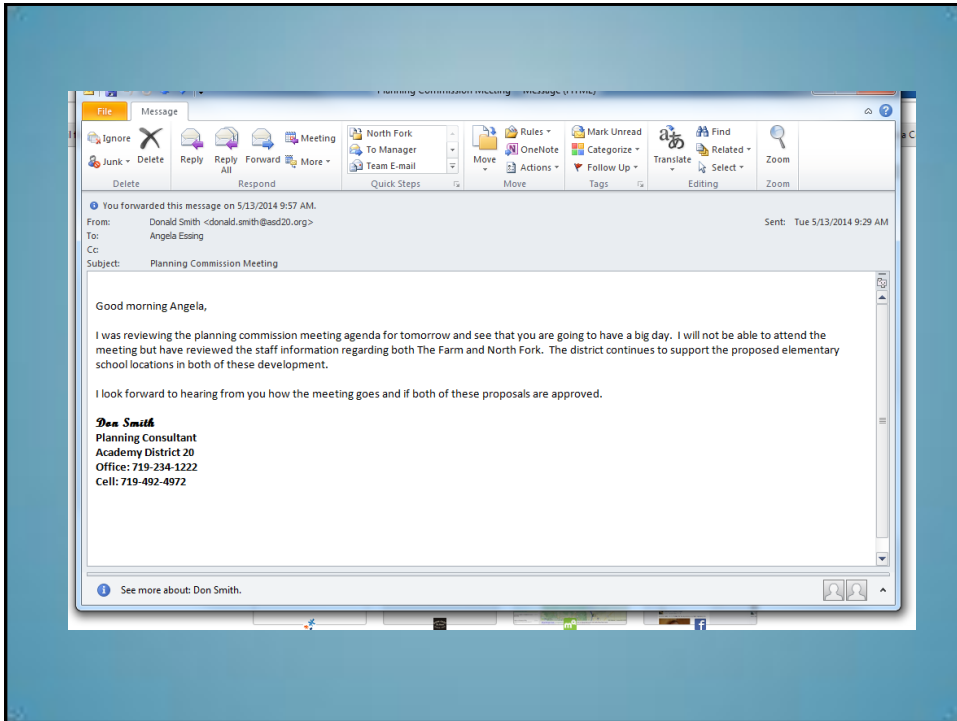 Planning Commission Meeting - Message (HTML)
File Message
Ignore
Junk
Delete
Reply
Reply All
Forward
Meeting
More
North Fork
To Manager
Team E-mail
Move
Rules
OneNote
Actions
Mark Unread
Categorize
Follow Up
Translate
Find
Related
Select
Zoom
Delete Respond Quick Steps Move Tags Editing Zoom
You forwarded this message on 5/13/2014 9:57 AM.
From: Donald Smith <donald.smith@asd20.org> Sent: Tue 5/13/2014 9:29 AM
To: Angela Essing
Cc:
Subject: Planning Commission Meeting
Good morning Angela,
I was reviewing the planning commission meeting agenda for tomorrow and see that you are going to have a big day. I will not be able to attend the
meeting but have reviewed the staff information regarding both The Farm and North Fork. The district continues to support the proposed elementary
school locations in both of these development.
I look forward to hearing from you how the meeting goes and if both of these proposals are approved.
Don Smith
Planning Consultant
Academy District 20
Office: 719-234-1222
Cell: 719-492-4972
See more about: Don Smith.